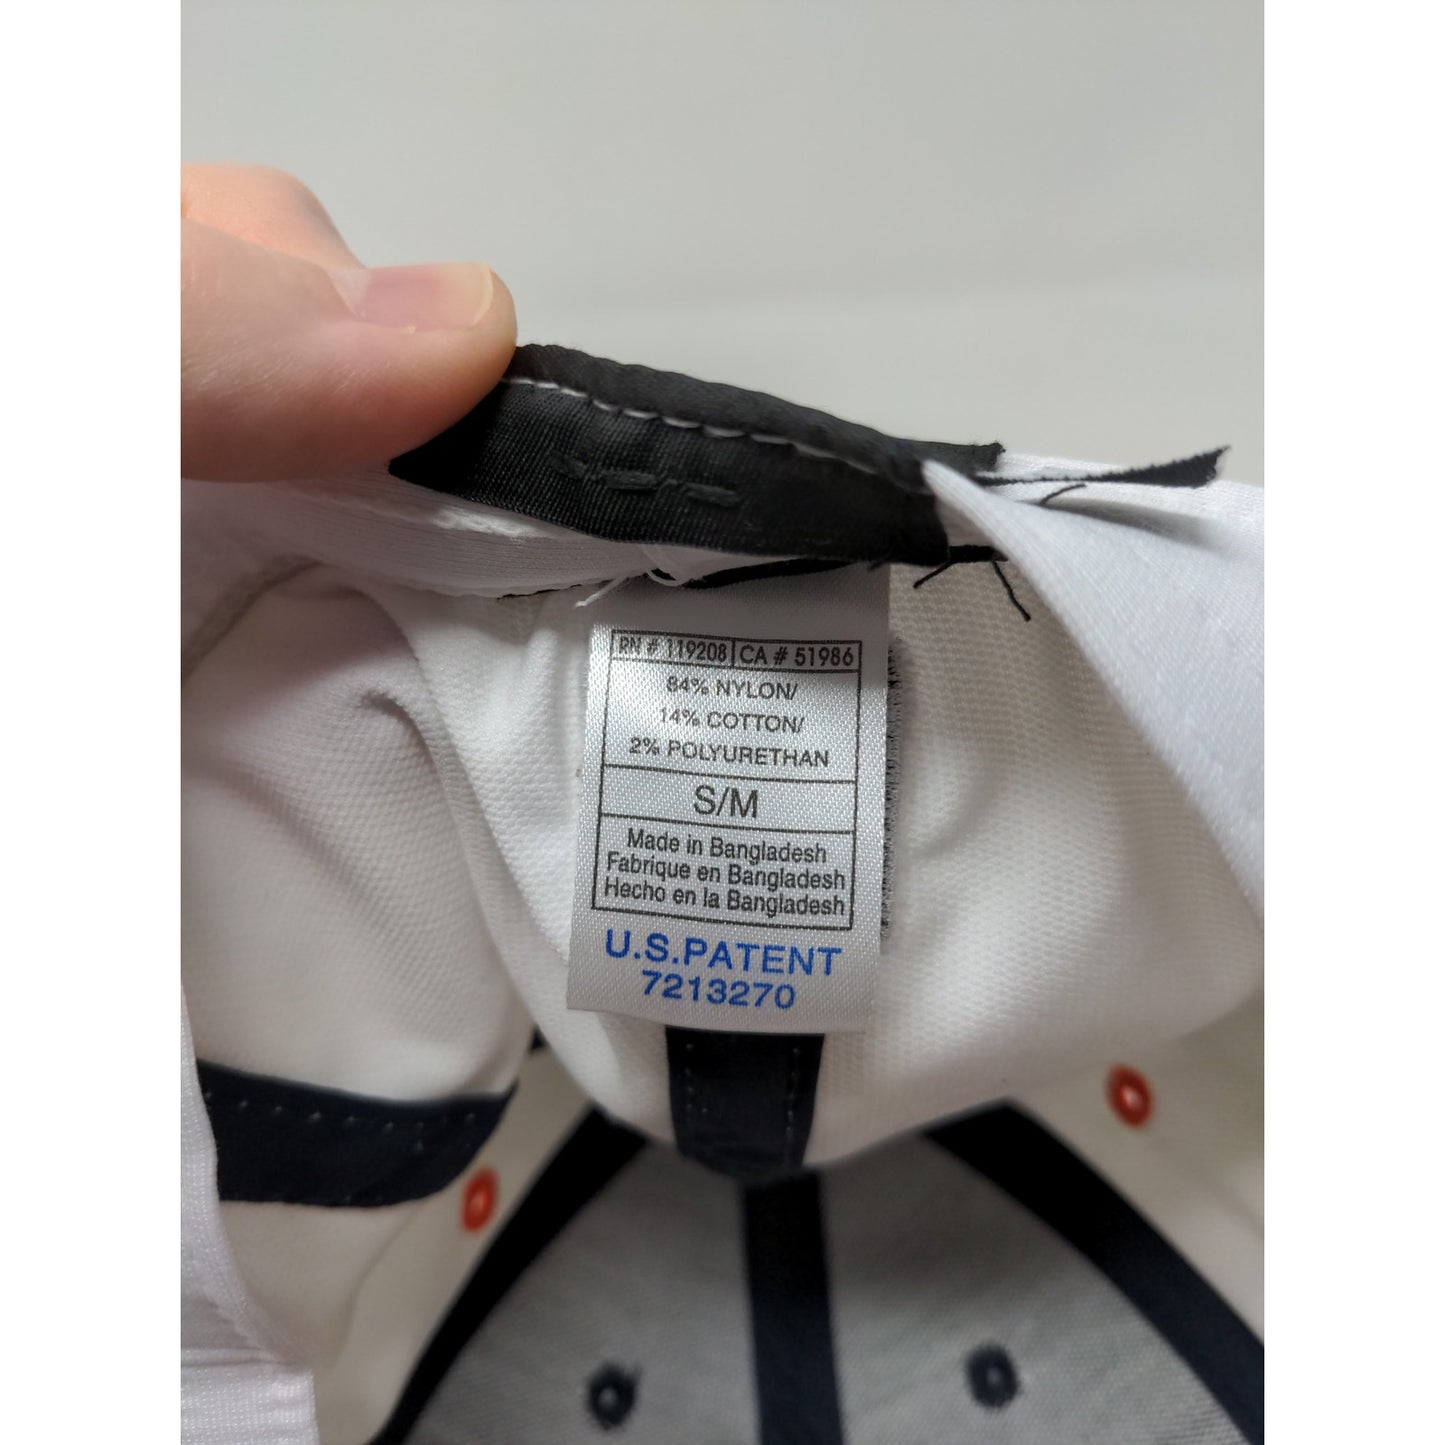 RN # 119208 CA # 51986
84% NYLON/
14% COTTON/
2% POLYURETHAN
S/M
Made in Bangladesh
Fabrique en Bangladesh
Hecho en la Bangladesh
U.S.PATENT
7213270